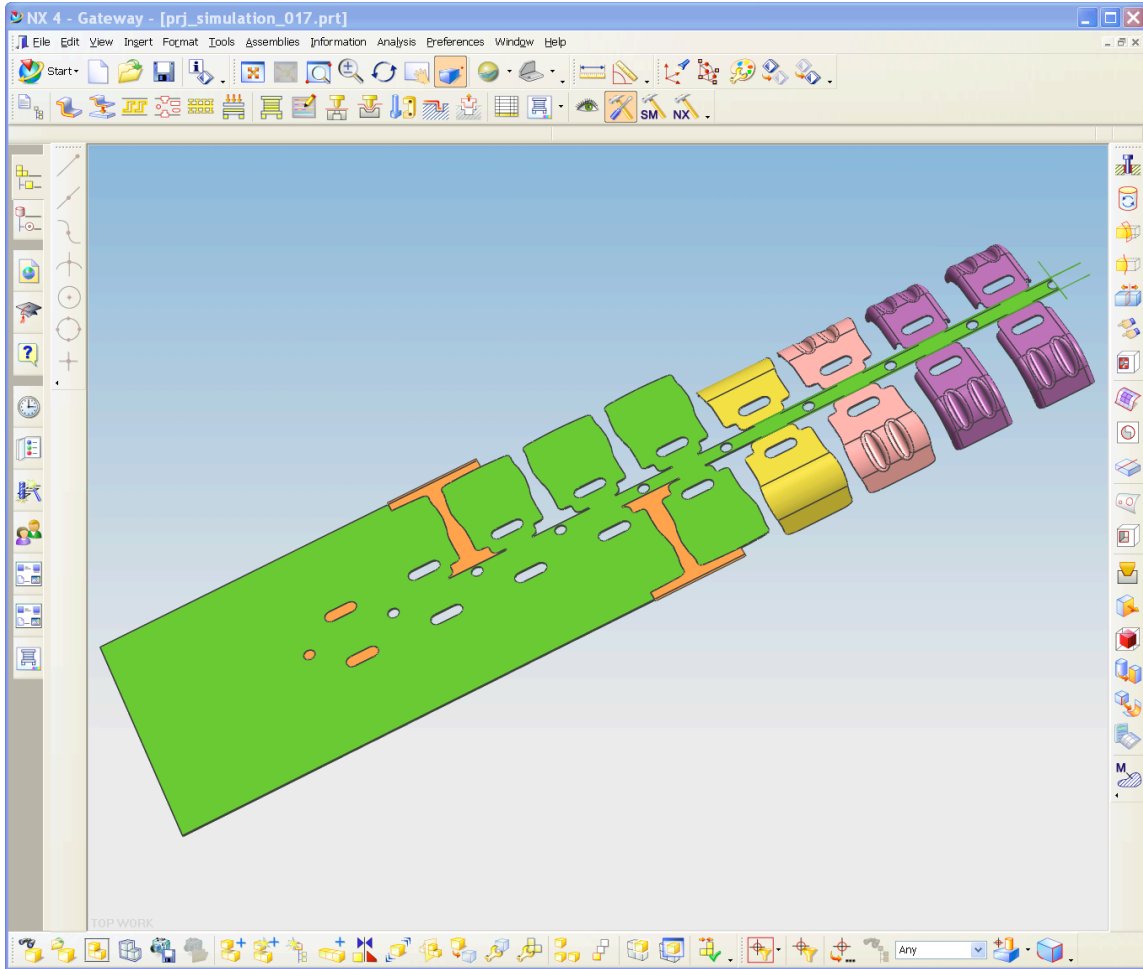 NX 4 - Gateway - [prj_simulation_017.prt]
File Edit View Insert Format Tools Assemblies Information Analysis Preferences Window Help
Start
SM NX
M
TOP WORK
Any